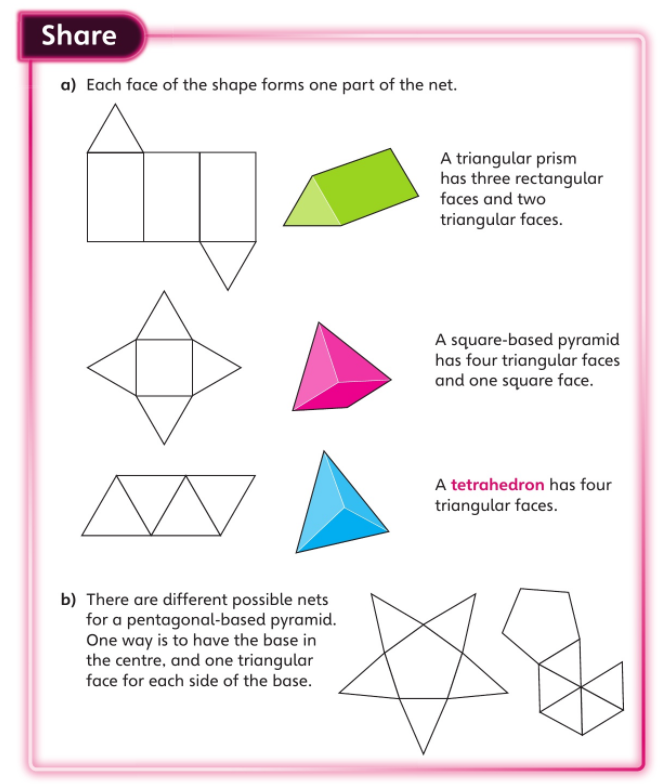 Share
a) Each face of the shape forms one part of the net.
A triangular prism
has three rectangular
faces and two
triangular faces.
A square-based pyramid
has four triangular faces
and one square face.
A tetrahedron has four
triangular faces.
b) There are different possible nets
for a pentagonal-based pyramid.
One way is to have the base in
the centre, and one triangular
face for each side of the base.